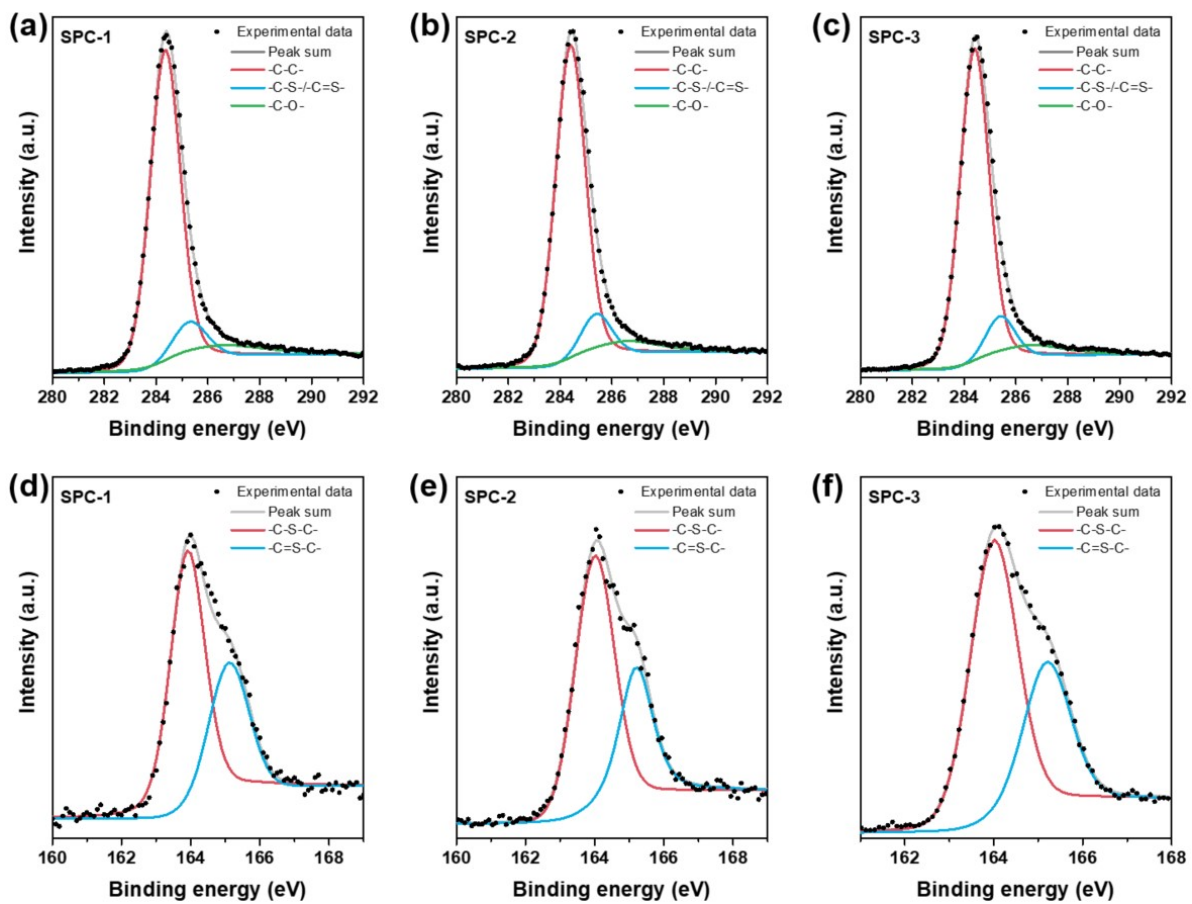 (a)
SPC-1
Experimental data
Peak sum
-C-C-
-C-S-/-C=S-
-C-O-
Intensity (a.u.)
280 282 284 286 288 290 292
Binding energy (eV)
(b)
SPC-2
Experimental data
Peak sum
-C-C-
-C-S-/-C=S-
-C-O-
Intensity (a.u.)
280 282 284 286 288 290 292
Binding energy (eV)
(c)
SPC-3
Experimental data
Peak sum
-C-C-
-C-S-/-C=S-
-C-O-
Intensity (a.u.)
280 282 284 286 288 290 292
Binding energy (eV)
(d)
SPC-1
Experimental data
Peak sum
-C-S-C-
-C=S-C-
Intensity (a.u.)
160 162 164 166 168
Binding energy (eV)
(e)
SPC-2
Experimental data
Peak sum
-C-S-C-
-C=S-C-
Intensity (a.u.)
160 162 164 166 168
Binding energy (eV)
(f)
SPC-3
Experimental data
Peak sum
-C-S-C-
-C=S-C-
Intensity (a.u.)
162 164 166 168
Binding energy (eV)